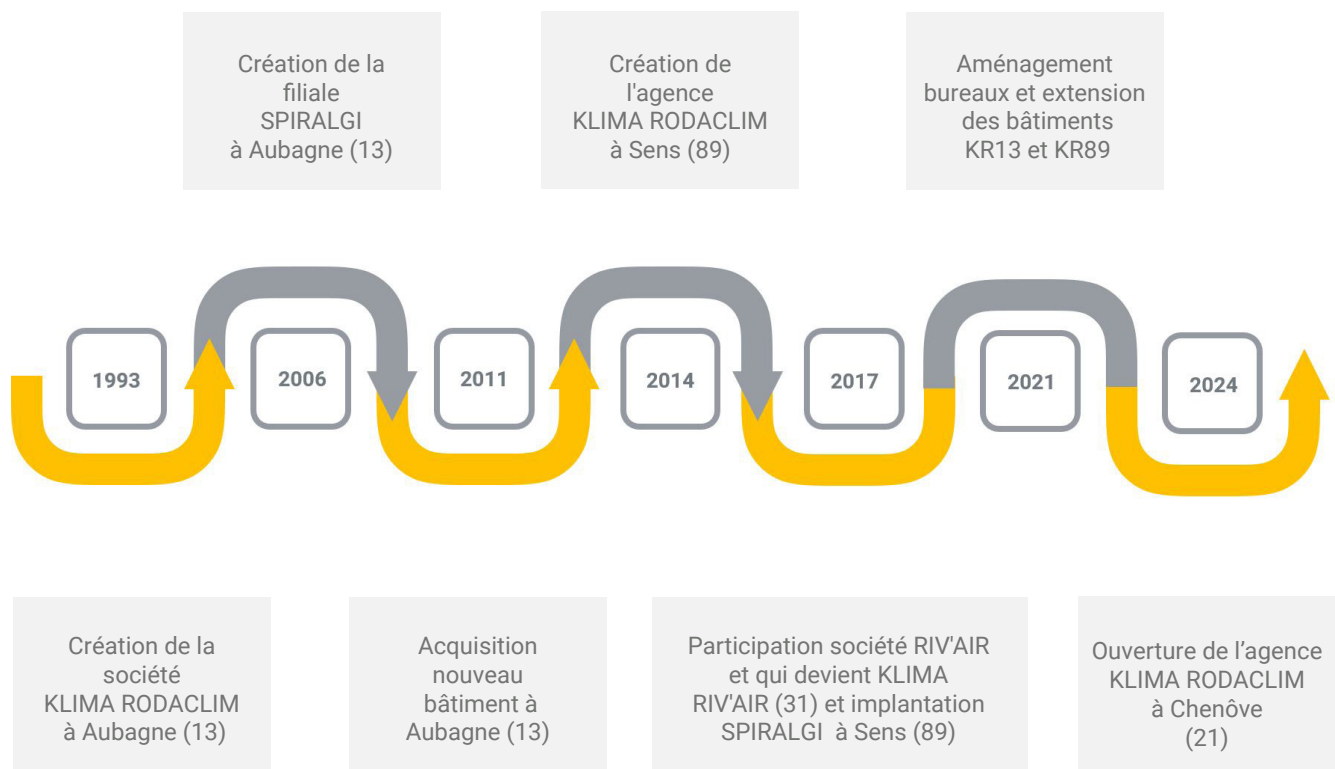 Création de la
filiale
SPIRALGI
à Aubagne (13)
Création de
l'agence
KLIMA RODACLIM
à Sens (89)
Aménagement
bureaux et extension
des bâtiments
KR13 et KR89
1993
2006
2011
2014
2017
2021
2024
Création de la
société
KLIMA RODACLIM
à Aubagne (13)
Acquisition
nouveau
bâtiment à
Aubagne (13)
Participation société RIV'AIR
et qui devient KLIMA
RIV'AIR (31) et implantation
SPIRALGI à Sens (89)
Ouverture de l’agence
KLIMA RODACLIM
à Chenôve
(21)